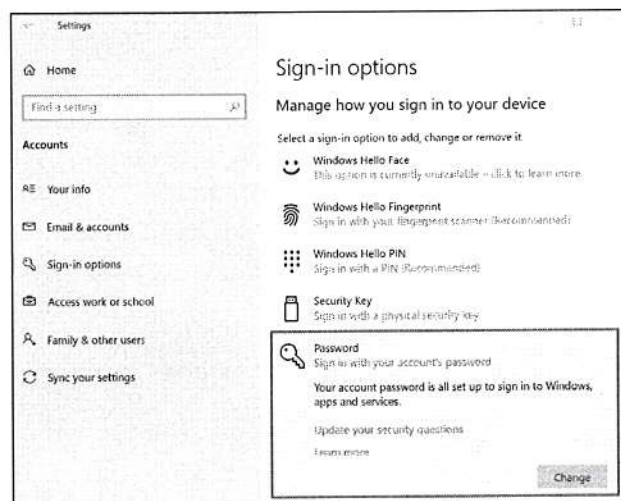 Settings
Home
Find a setting
Accounts
Your info
Email & accounts
Sign-in options
Access work or school
Family & other users
Sync your settings
Sign-in options
Manage how you sign in to your device
Select a sign-in option to add, change or remove it
Windows Hello Face
This option is currently unavailable – click to learn more
Windows Hello Fingerprint
Sign in with your fingerprint scanner (Recommended)
Windows Hello PIN
Sign in with a PIN (Recommended)
Security Key
Sign in with a physical security key
Password
Sign in with your account's password
Your account password is all set up to sign in to Windows,
apps and services.
Update your security questions
Learn more
Change